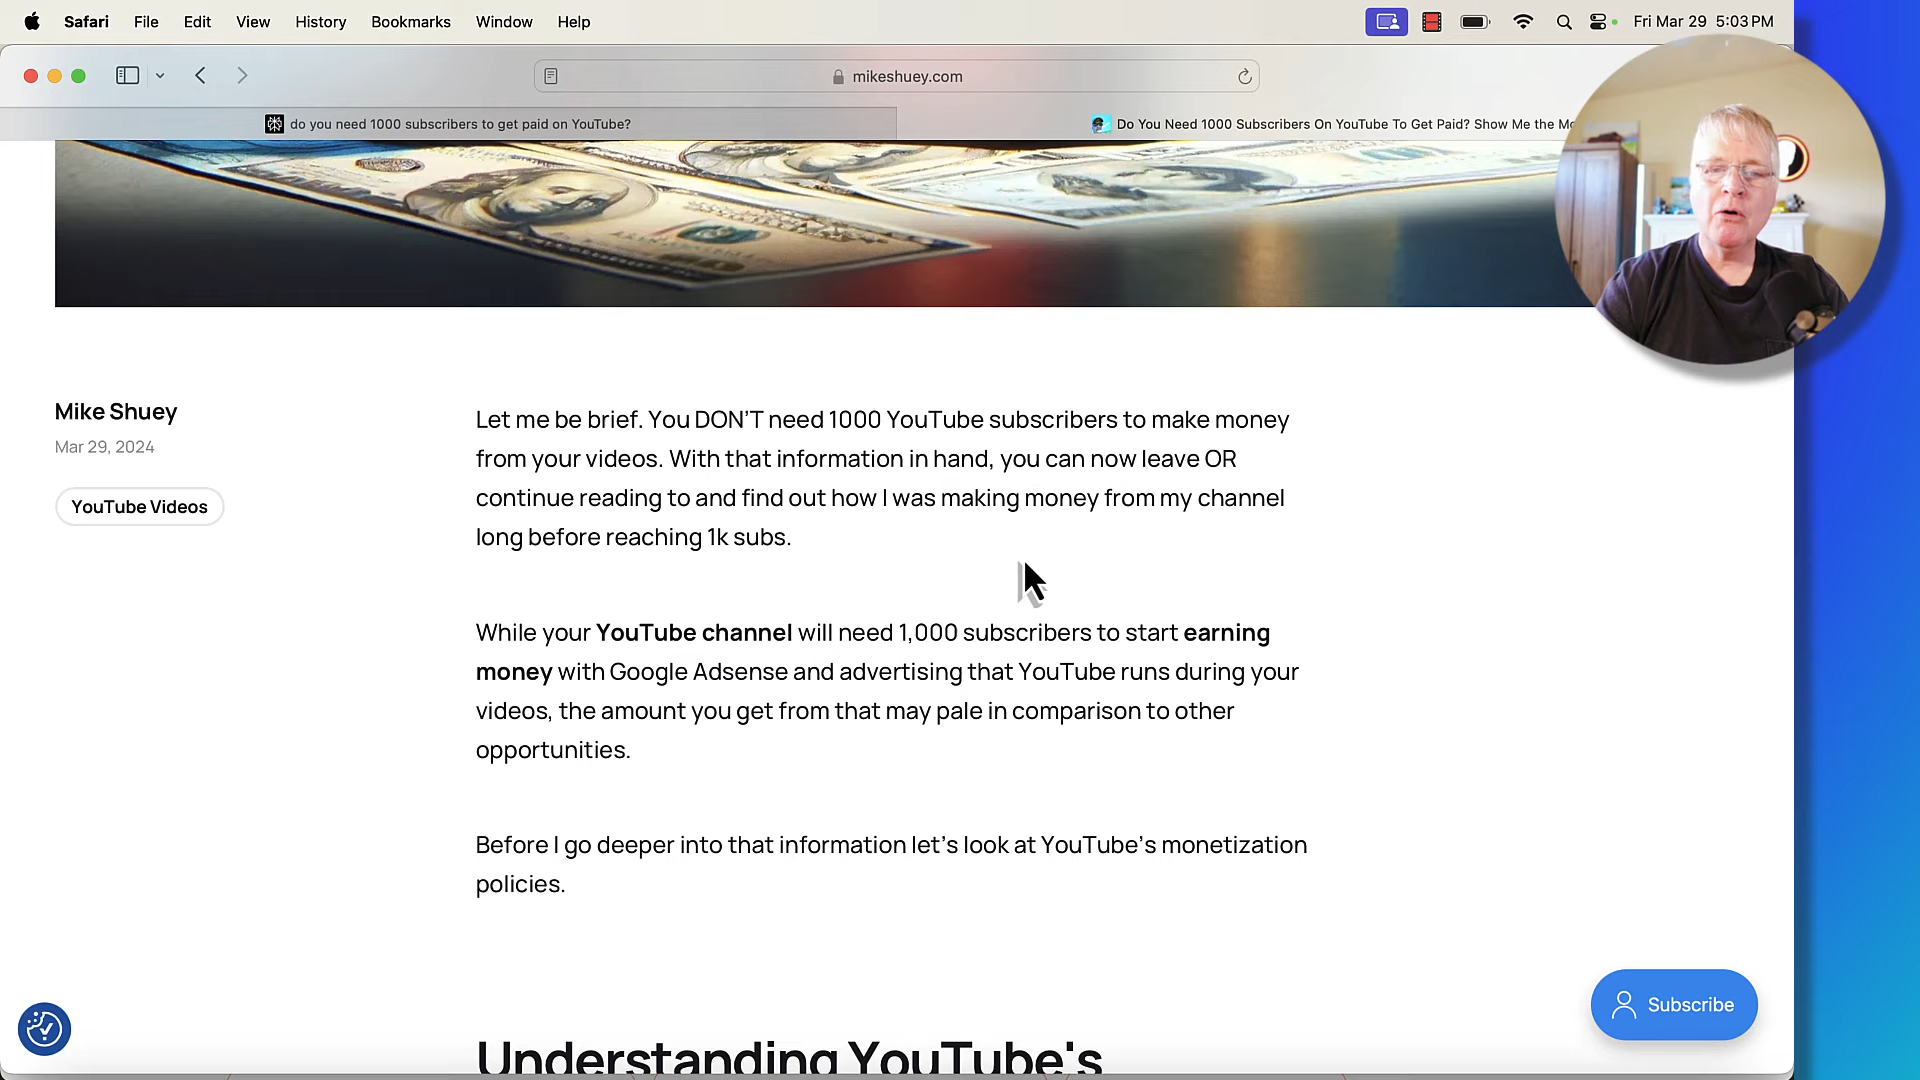 Safari File Edit View History Bookmarks Window Help Fri Mar 29 5:03 PM
mikeshuey.com
do you need 1000 subscribers to get paid on YouTube?
Do You Need 1000 Subscribers On YouTube To Get Paid? Show Me the Mo
Mike Shuey
Mar 29, 2024
YouTube Videos
Let me be brief. You DON'T need 1000 YouTube subscribers to make money
from your videos. With that information in hand, you can now leave OR
continue reading to and find out how I was making money from my channel
long before reaching 1k subs.
While your YouTube channel will need 1,000 subscribers to start earning
money with Google Adsense and advertising that YouTube runs during your
videos, the amount you get from that may pale in comparison to other
opportunities.
Before I go deeper into that information let's look at YouTube's monetization
policies.
Subscribe
Understanding YouTube's